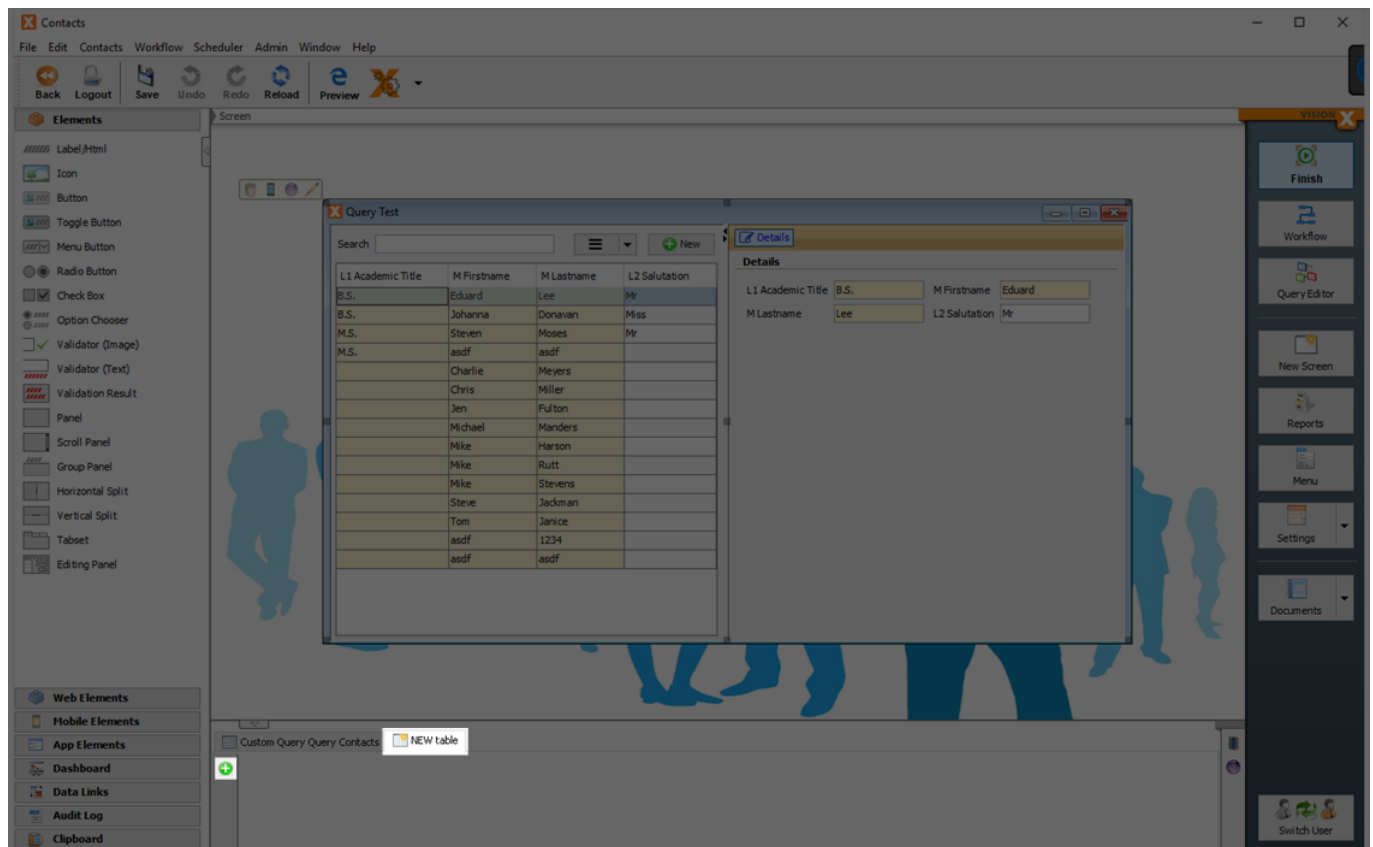 Contacts
File Edit Contacts Workflow Scheduler Admin Window Help
Back Logout Save Undo Redo Reload Preview
Elements
Screen
VISION X
Label/Html
Icon
Button
Toggle Button
Menu Button
Radio Button
Check Box
Option Chooser
Validator (Image)
Validator (Text)
Validation Result
Panel
Scroll Panel
Group Panel
Horizontal Split
Vertical Split
Tabset
Editing Panel
Web Elements
Mobile Elements
App Elements
Dashboard
Data Links
Audit Log
Clipboard
Query Test
Search
New
L1 Academic Title M Firstname M Lastname L2 Salutation
B.S. Eduard Lee Mr
B.S. Johanna Donavan Miss
M.S. Steven Moses Mr
M.S. asdf asdf
Charlie Meyers
Chris Miller
Jen Fulton
Michael Manders
Mike Harson
Mike Rutt
Mike Stevens
Steve Jackman
Tom Janice
asdf 1234
asdf asdf
Details
Details
L1 Academic Title B.S. M Firstname Eduard
M Lastname Lee L2 Salutation Mr
Custom Query Query Contacts NEW table
Finish
Workflow
Query Editor
New Screen
Reports
Menu
Settings
Documents
Switch User